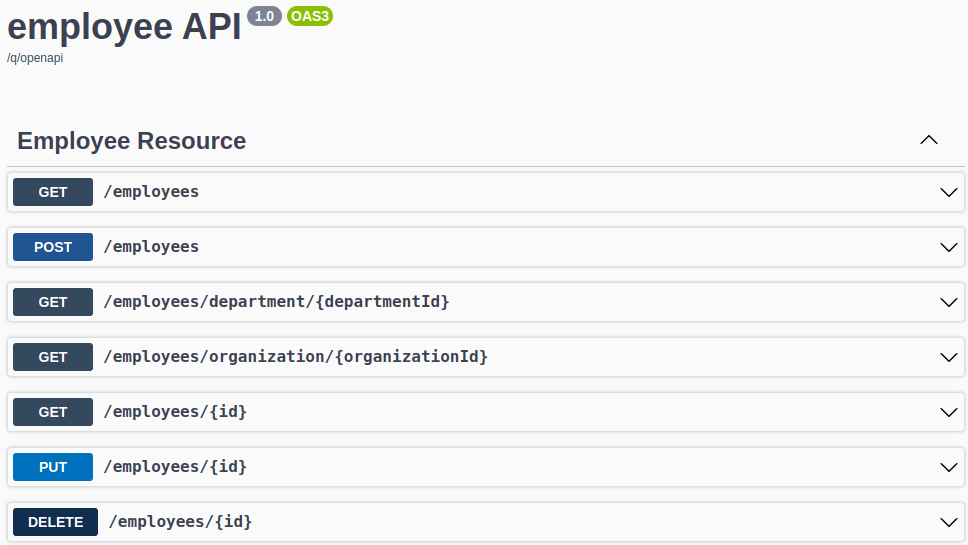 employee API 1.0 OAS3
/q/openapi
Employee Resource
GET /employees
POST /employees
GET /employees/department/{departmentId}
GET /employees/organization/{organizationId}
GET /employees/{id}
PUT /employees/{id}
DELETE /employees/{id}